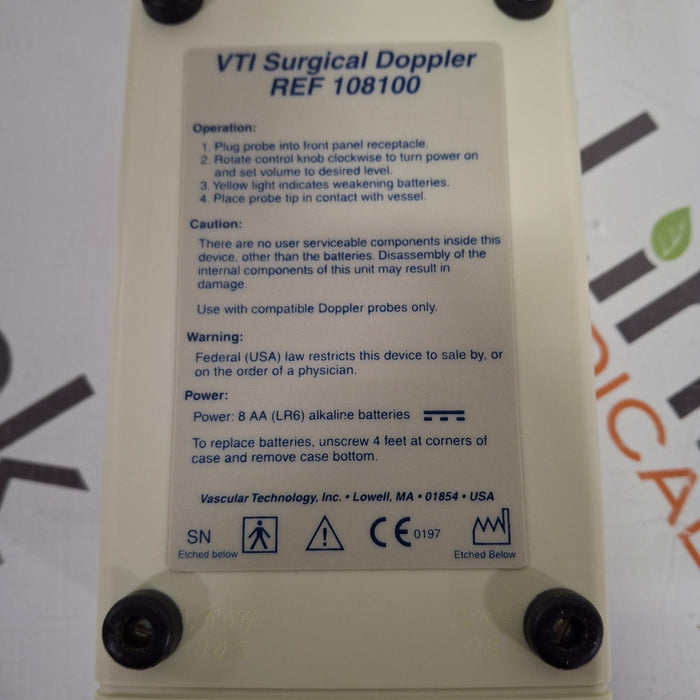 VTI Surgical Doppler
REF 108100
Operation:
1. Plug probe into front panel receptacle.
2. Rotate control knob clockwise to turn power on
and set volume to desired level.
3. Yellow light indicates weakening batteries.
4. Place probe tip in contact with vessel.
Caution:
There are no user serviceable components inside this
device, other than the batteries. Disassembly of the
internal components of this unit may result in
damage.
Use with compatible Doppler probes only.
Warning:
Federal (USA) law restricts this device to sale by, or
on the order of a physician.
Power:
Power: 8 AA (LR6) alkaline batteries
To replace batteries, unscrew 4 feet at corners of
case and remove case bottom.
Vascular Technology, Inc. • Lowell, MA • 01854 • USA
SN
Etched below
CE 0197
Etched Below